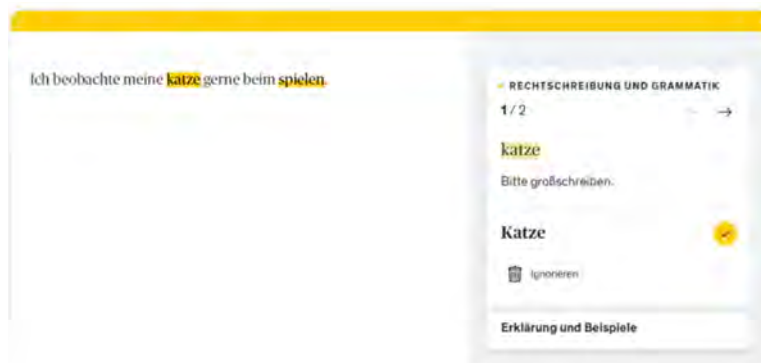 Ich beobachte meine katze gerne beim spielen.
RECHTSCHREIBUNG UND GRAMMATIK
1 / 2
katze
Bitte großschreiben.
Katze
Ignorieren
Erklärung und Beispiele